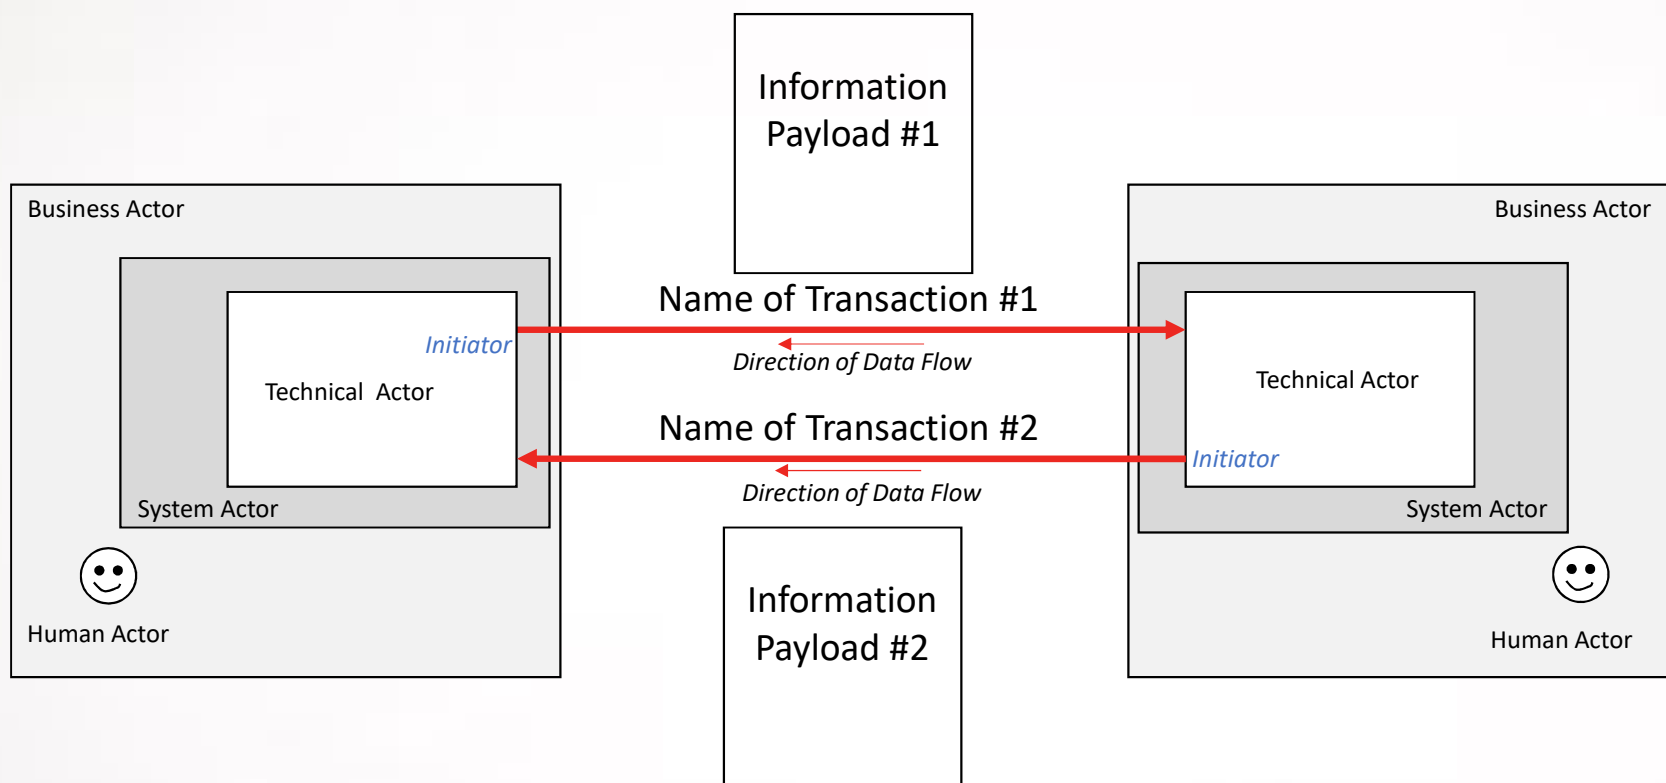 Information
Payload #1
Business Actor
Business Actor
Name of Transaction #1
Initiator
Direction of Data Flow
Technical Actor
Technical Actor
Name of Transaction #2
Initiator
Direction of Data Flow
System Actor
System Actor
Information
Payload #2
Human Actor
Human Actor